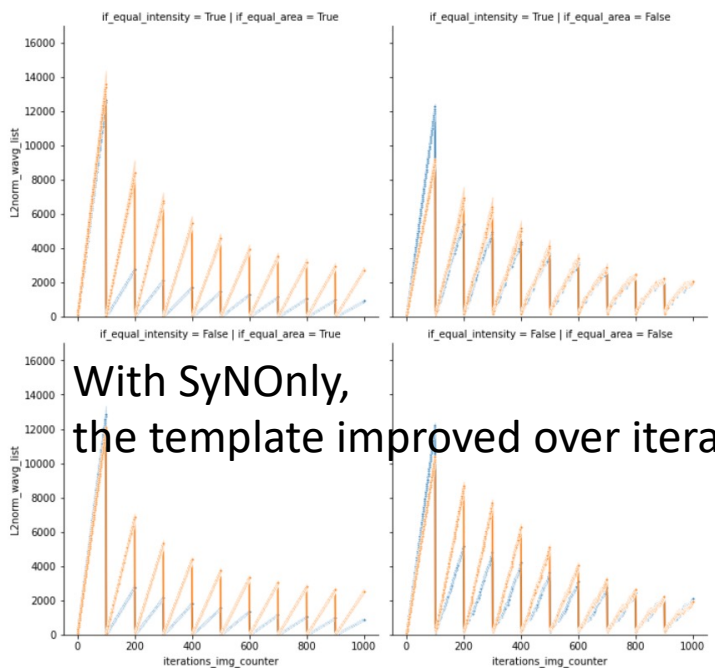 if_equal_intensity = True | if_equal_area = True
if_equal_intensity = True | if_equal_area = False
16000
14000
12000
10000
8000
6000
4000
2000
0
L2norm_wavg_list
if_equal_intensity = False | if_equal_area = True
if_equal_intensity = False | if_equal_area = False
16000
14000
12000
10000
8000
6000
4000
2000
0
L2norm_wavg_list
With SyNOnly,
the template improved over itera
0 200 400 600 800 1000
0 200 400 600 800 1000
iterations_img_counter
iterations_img_counter